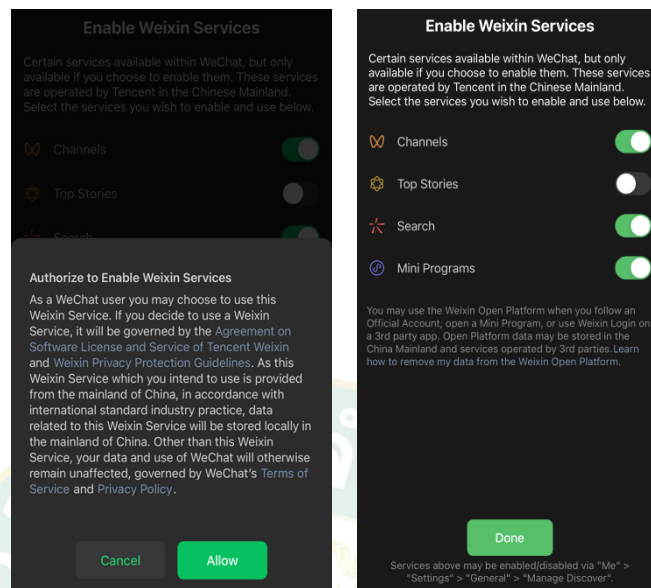 Enable Weixin Services
Certain services available within WeChat, but only
available if you choose to enable them. These services
are operated by Tencent in the Chinese Mainland.
Select the services you wish to enable and use below.
Channels
Top Stories
Search
Authorize to Enable Weixin Services
As a WeChat user you may choose to use this
Weixin Service. If you decide to use a Weixin
Service, it will be governed by the Agreement on
Software License and Service of Tencent Weixin
and Weixin Privacy Protection Guidelines. As this
Weixin Service which you intend to use is provided
from the mainland of China, in accordance with
international standard industry practice, data
related to this Weixin Service will be stored locally in
the mainland of China. Other than this Weixin
Service, your data and use of WeChat will otherwise
remain unaffected, governed by WeChat's Terms of
Service and Privacy Policy.
Cancel
Allow
Enable Weixin Services
Certain services available within WeChat, but only
available if you choose to enable them. These services
are operated by Tencent in the Chinese Mainland.
Select the services you wish to enable and use below.
Channels
Top Stories
Search
Mini Programs
You may use the Weixin Open Platform when you follow an
Official Account, open a Mini Program, or use Weixin Login on
a 3rd party app. Open Platform data may be stored in the
China Mainland and services operated by 3rd parties. Learn
how to remove my data from the Weixin Open Platform.
Done
Services above may be enabled/disabled via "Me" >
"Settings" > "General" > "Manage Discover".